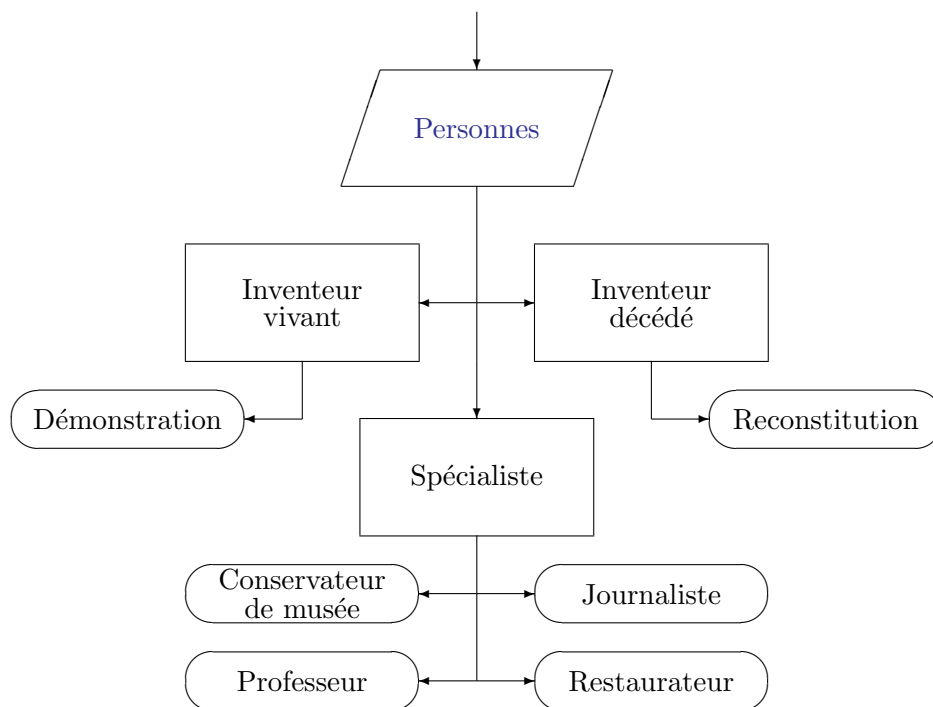 Personnes
Inventeur
vivant
Inventeur
décédé
Démonstration
Reconstitution
Spécialiste
Conservateur
de musée
Journaliste
Professeur
Restaurateur